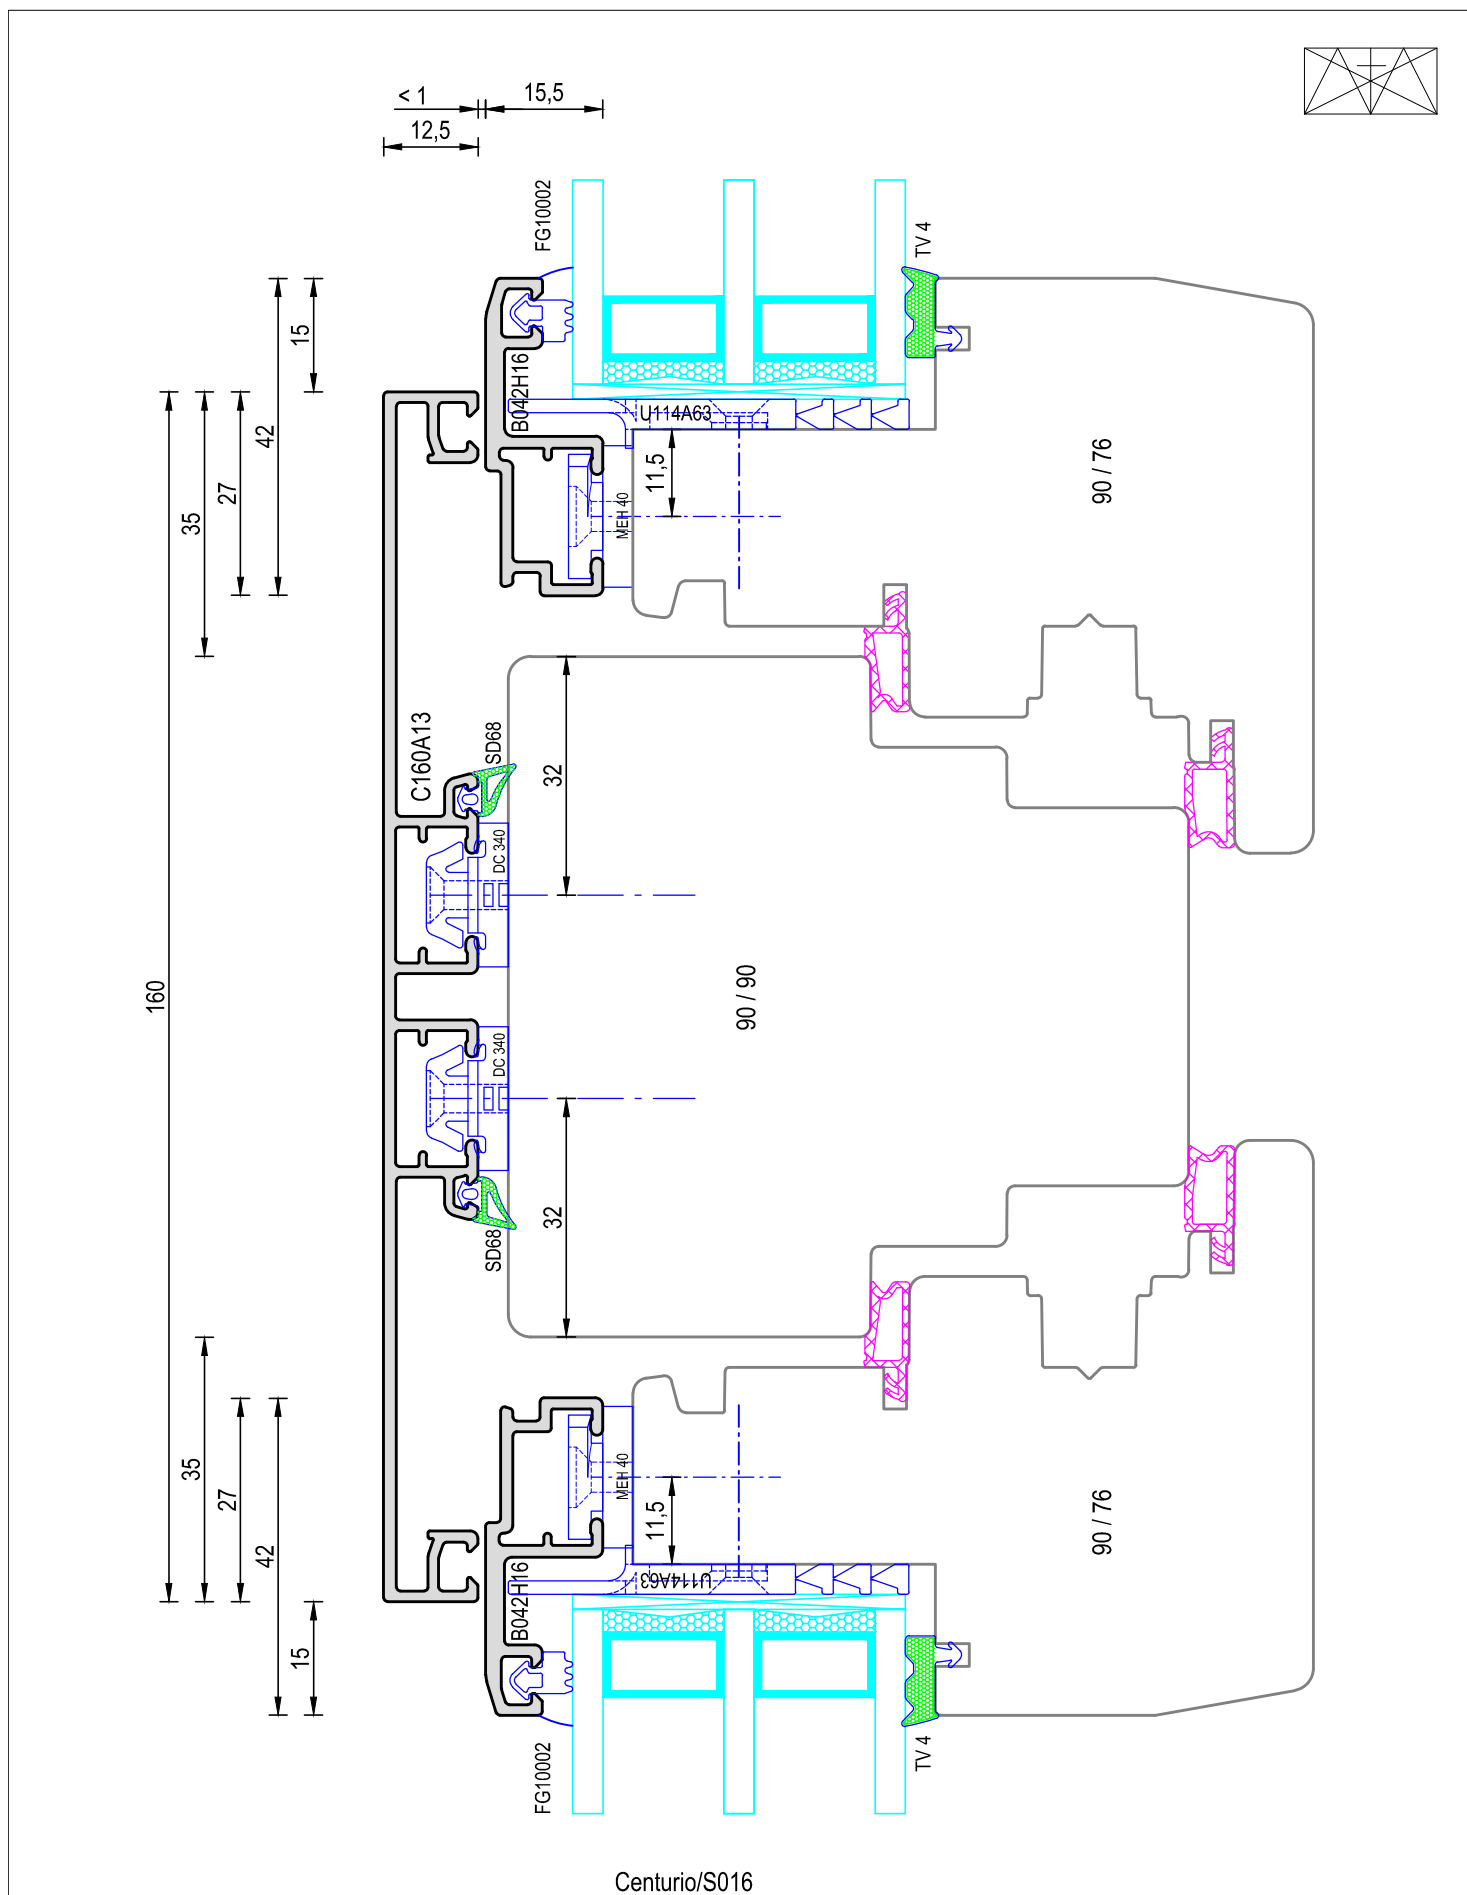 < 1
15,5
12,5
FG10002
TV 4
15
B042H16
U114A63
42
27
35
11,5
MEH 40
90 / 76
C160A13
SD68
32
DC 340
160
90 / 90
DC 340
32
SD68
35
27
42
MEH 40
11,5
90 / 76
B042H16
U114A63
15
FG10002
TV 4
Centurio/S016